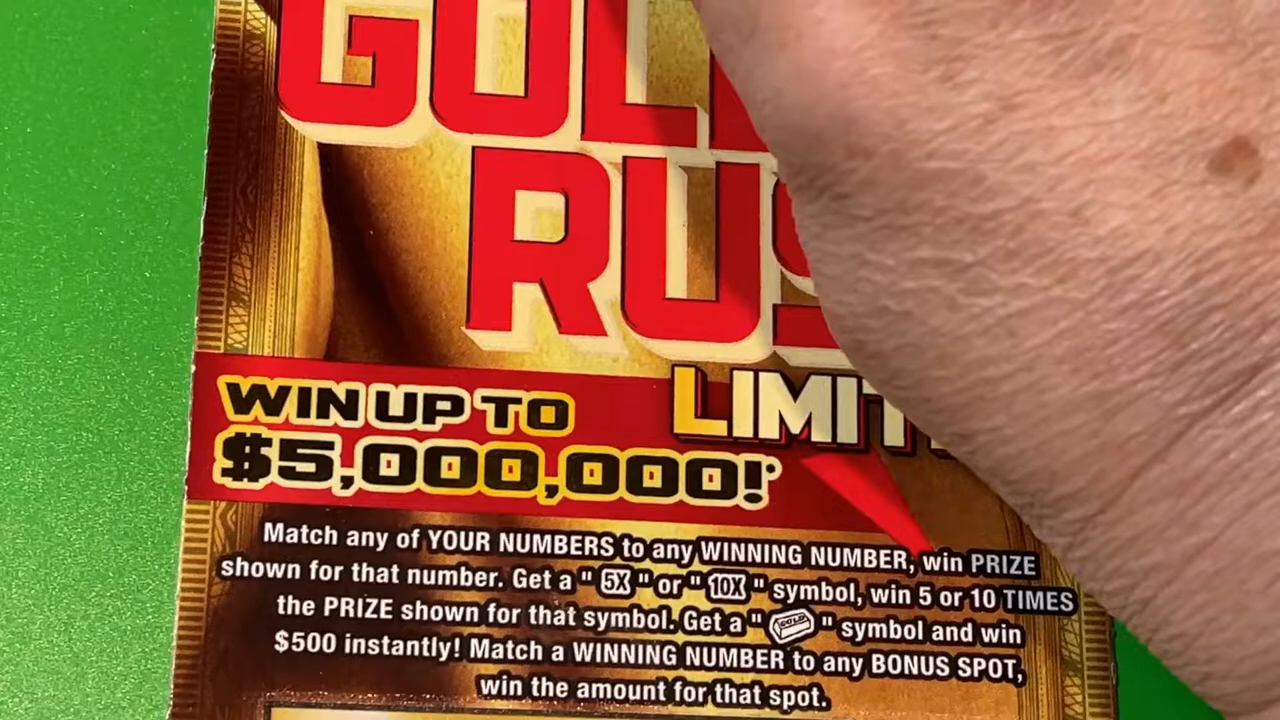 GOL
RUS
LIMIT
WIN UP TO
$5,000,000!*
Match any of YOUR NUMBERS to any WINNING NUMBER, win PRIZE
shown for that number. Get a " 5X " or " 10X " symbol, win 5 or 10 TIMES
the PRIZE shown for that symbol. Get a " GOLD " symbol and win
$500 instantly! Match a WINNING NUMBER to any BONUS SPOT,
win the amount for that spot.